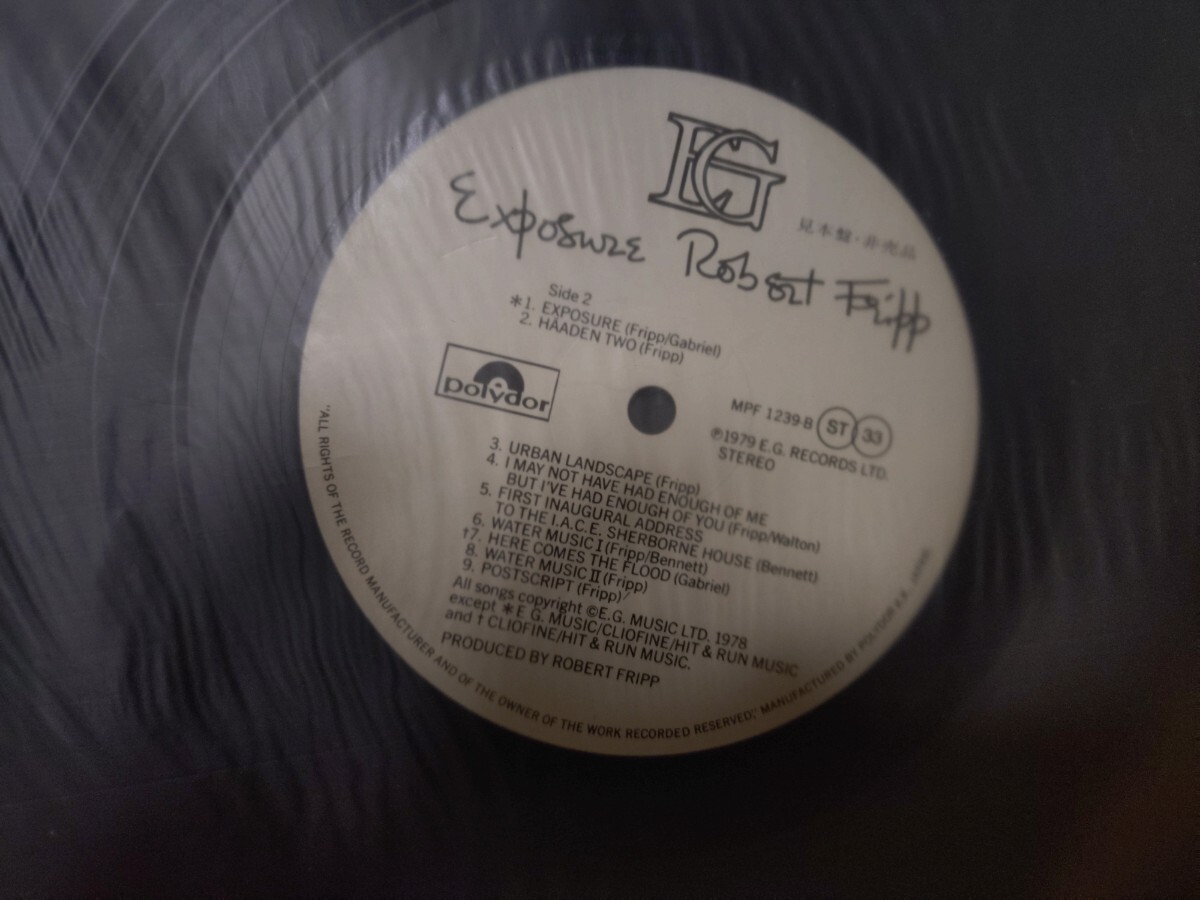 EG
見本盤・非売品
Exposure Robert Fripp
Side 2
*1. EXPOSURE (Fripp/Gabriel)
2. HÅADEN TWO (Fripp)
polydor
MPF 1239-B ST 33
Ⓟ1979 E.G. RECORDS LTD.
STEREO
3. URBAN LANDSCAPE (Fripp)
4. I MAY NOT HAVE HAD ENOUGH OF ME
BUT I'VE HAD ENOUGH OF YOU (Fripp/Walton)
5. FIRST INAUGURAL ADDRESS
TO THE I.A.C.E. SHERBORNE HOUSE (Bennett)
6. WATER MUSIC I (Fripp/Bennett)
†7. HERE COMES THE FLOOD (Gabriel)
8. WATER MUSIC II (Fripp)
9. POSTSCRIPT (Fripp)
All songs copyright ©E.G. MUSIC LTD. 1978
except *E G. MUSIC/CLIOFINE/HIT & RUN MUSIC
and † CLIOFINE/HIT & RUN MUSIC.
PRODUCED BY ROBERT FRIPP
"ALL RIGHTS OF THE RECORD MANUFACTURER AND OF THE OWNER OF THE WORK RECORDED RESERVED," MANUFACTURED BY POLYDOR K.K.